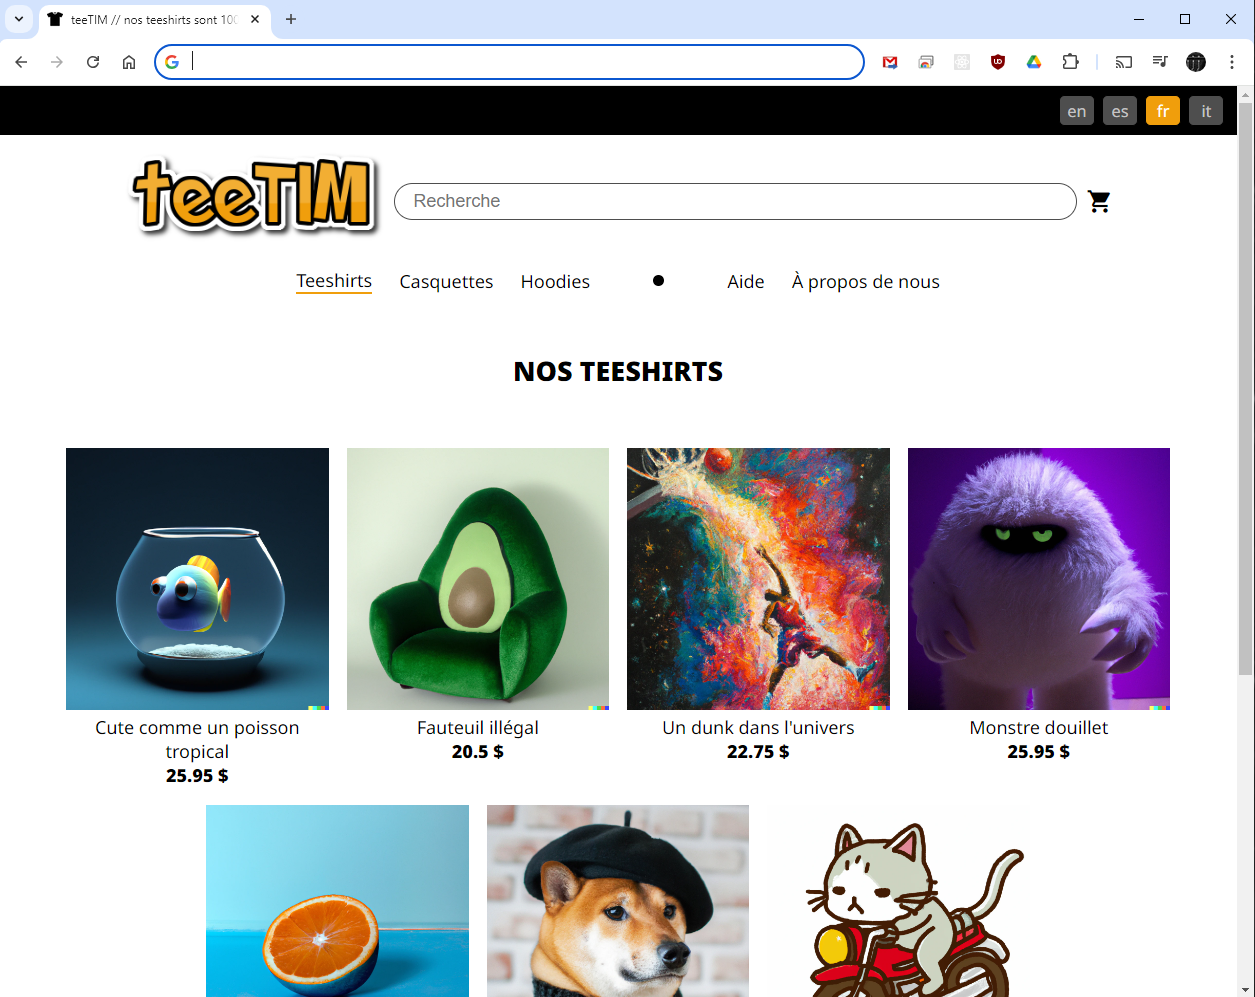 teeTIM // nos teeshirts sont 100
en es fr it
teeTIM
Recherche
Teeshirts Casquettes Hoodies Aide À propos de nous
NOS TEESHIRTS
Cute comme un poisson
tropical
25.95 $
Fauteuil illégal
20.5 $
Un dunk dans l'univers
22.75 $
Monstre douillet
25.95 $